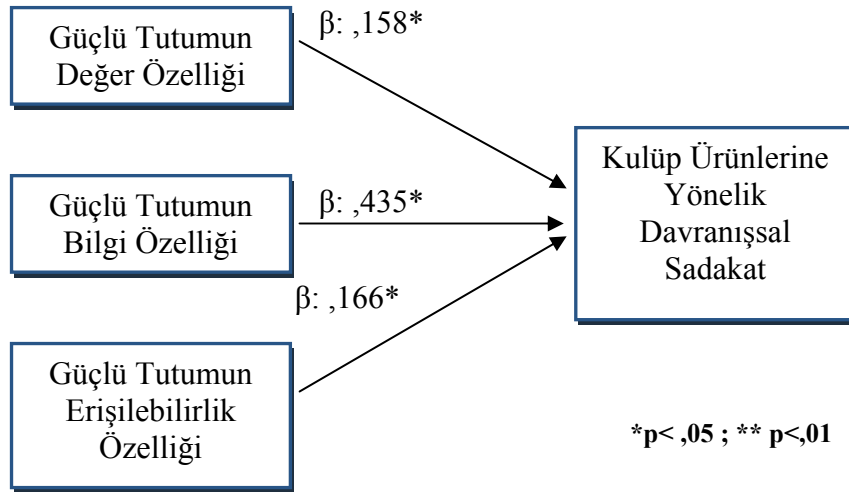 Güçlü Tutumun
Değer Özelliği
β: ,158*
Güçlü Tutumun
Bilgi Özelliği
β: ,435*
Güçlü Tutumun
Erişilebilirlik
Özelliği
β: ,166*
Kulüp Ürünlerine
Yönelik
Davranışsal
Sadakat
*p< ,05 ; ** p<,01